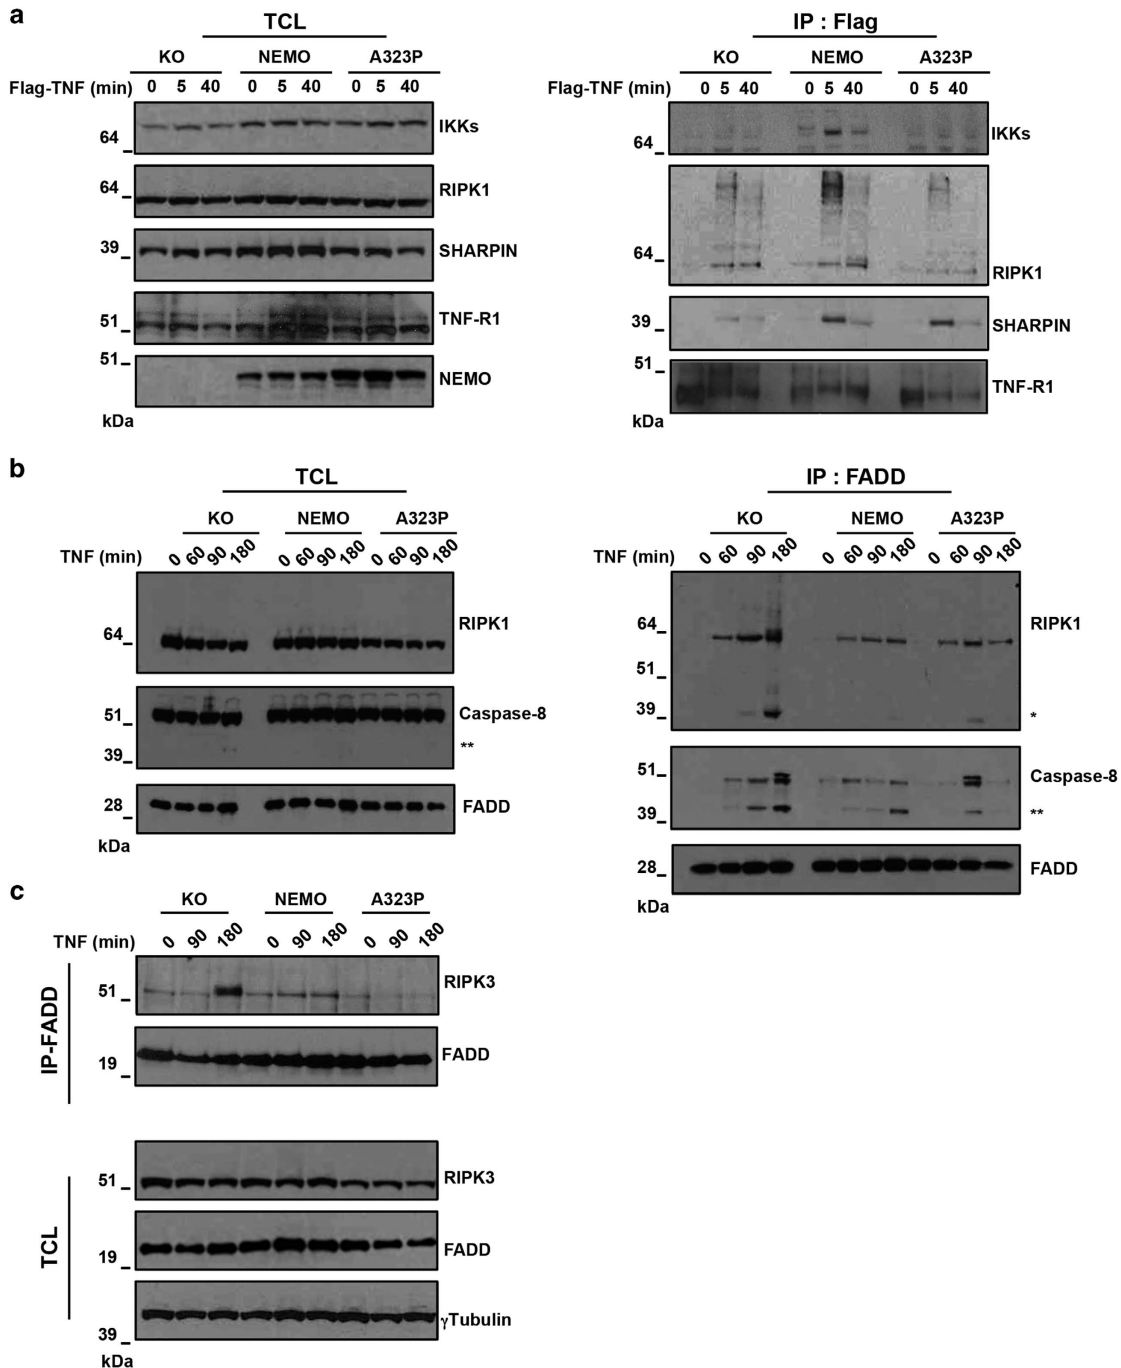 a
TCL
KO NEMO A323P
Flag-TNF (min) 0 5 40 0 5 40 0 5 40
64 IKKs
64 RIPK1
39 SHARPIN
51 TNF-R1
51 NEMO
kDa
IP : Flag
KO NEMO A323P
Flag-TNF (min) 0 5 40 0 5 40 0 5 40
64 IKKs
64 RIPK1
39 SHARPIN
51 TNF-R1
kDa
b
TCL
KO NEMO A323P
TNF (min) 0 60 90 180 0 60 90 180 0 60 90 180
64 RIPK1
51 Caspase-8
39 **
28 FADD
kDa
IP : FADD
KO NEMO A323P
TNF (min) 0 60 90 180 0 60 90 180 0 60 90 180
64 RIPK1
51
39 *
51 Caspase-8
39 **
28 FADD
kDa
c
KO NEMO A323P
TNF (min) 0 90 180 0 90 180 0 90 180
IP-FADD
51 RIPK3
19 FADD
TCL
51 RIPK3
19 FADD
39 γTubulin
kDa